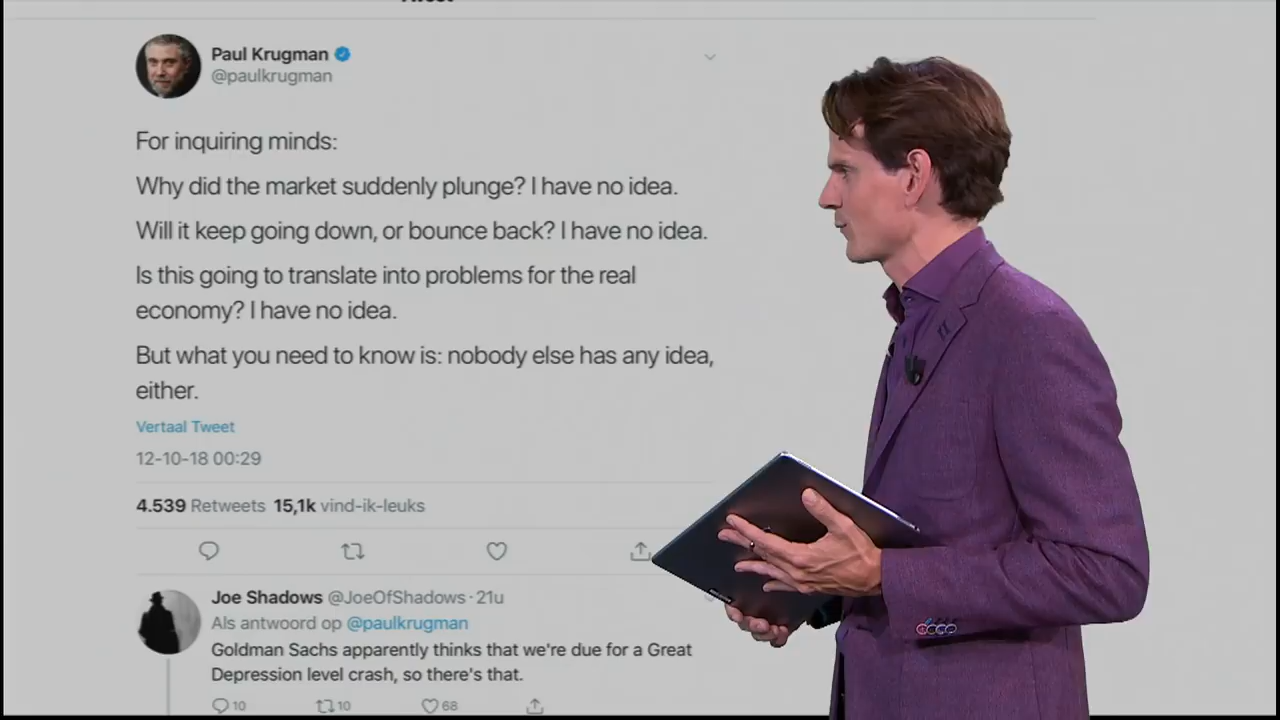 Tweet
Paul Krugman
@paulkrugman
For inquiring minds:
Why did the market suddenly plunge? I have no idea.
Will it keep going down, or bounce back? I have no idea.
Is this going to translate into problems for the real
economy? I have no idea.
But what you need to know is: nobody else has any idea,
either.
Vertaal Tweet
12-10-18 00:29
4.539 Retweets 15,1k vind-ik-leuks
Joe Shadows @JoeOfShadows · 21u
Als antwoord op @paulkrugman
Goldman Sachs apparently thinks that we're due for a Great
Depression level crash, so there's that.
10 10 68